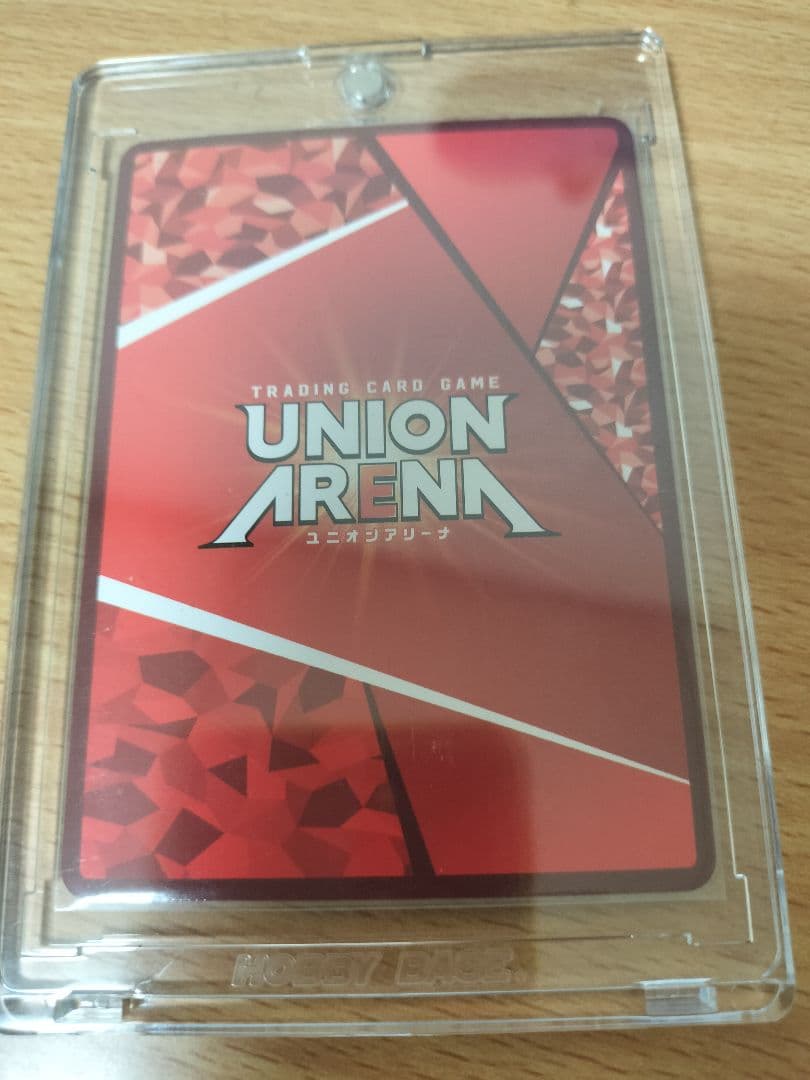 TRADING CARD GAME
UNION
ARENA
ユニオンアリーナ
HOBBY BASE